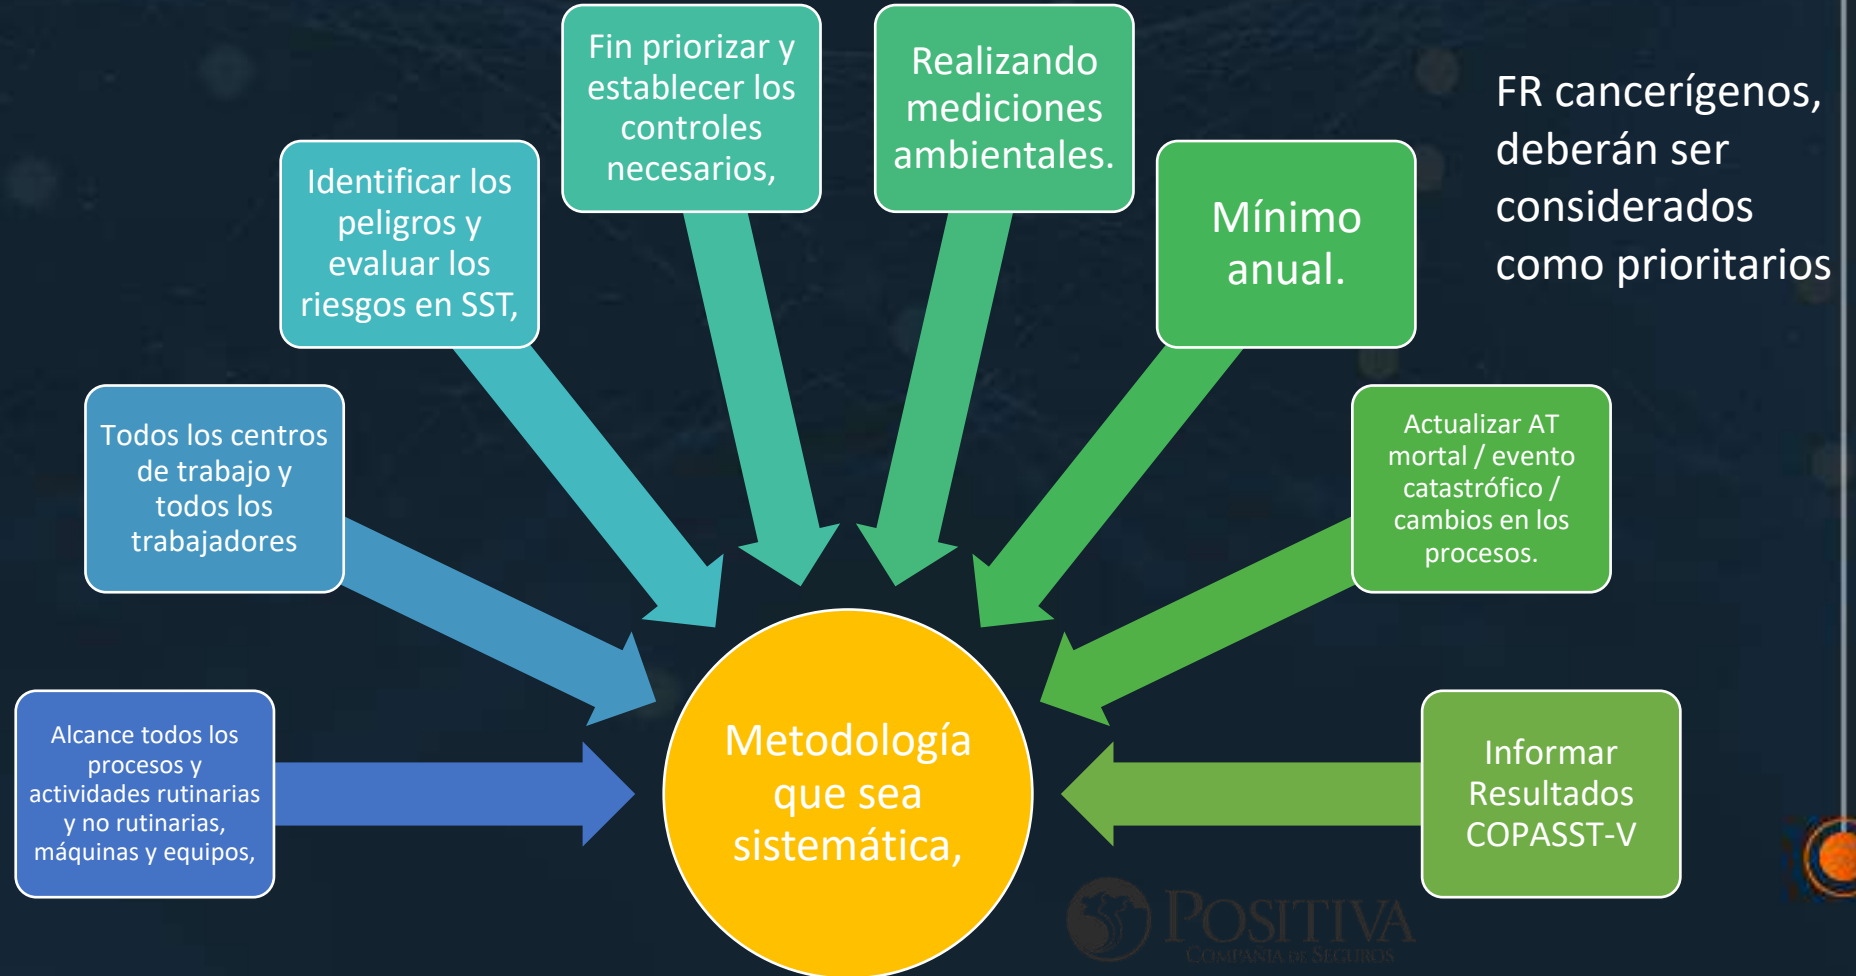 Alcance todos los
procesos y
actividades rutinarias
y no rutinarias,
máquinas y equipos,
Todos los centros
de trabajo y
todos los
trabajadores
Identificar los
peligros y
evaluar los
riesgos en SST,
Fin priorizar y
establecer los
controles
necesarios,
Realizando
mediciones
ambientales.
Mínimo
anual.
Actualizar AT
mortal / evento
catastrófico /
cambios en los
procesos.
Informar
Resultados
COPASST-V
Metodología
que sea
sistemática,
FR cancerígenos,
deberán ser
considerados
como prioritarios
POSITIVA
COMPAÑÍA DE SEGUROS